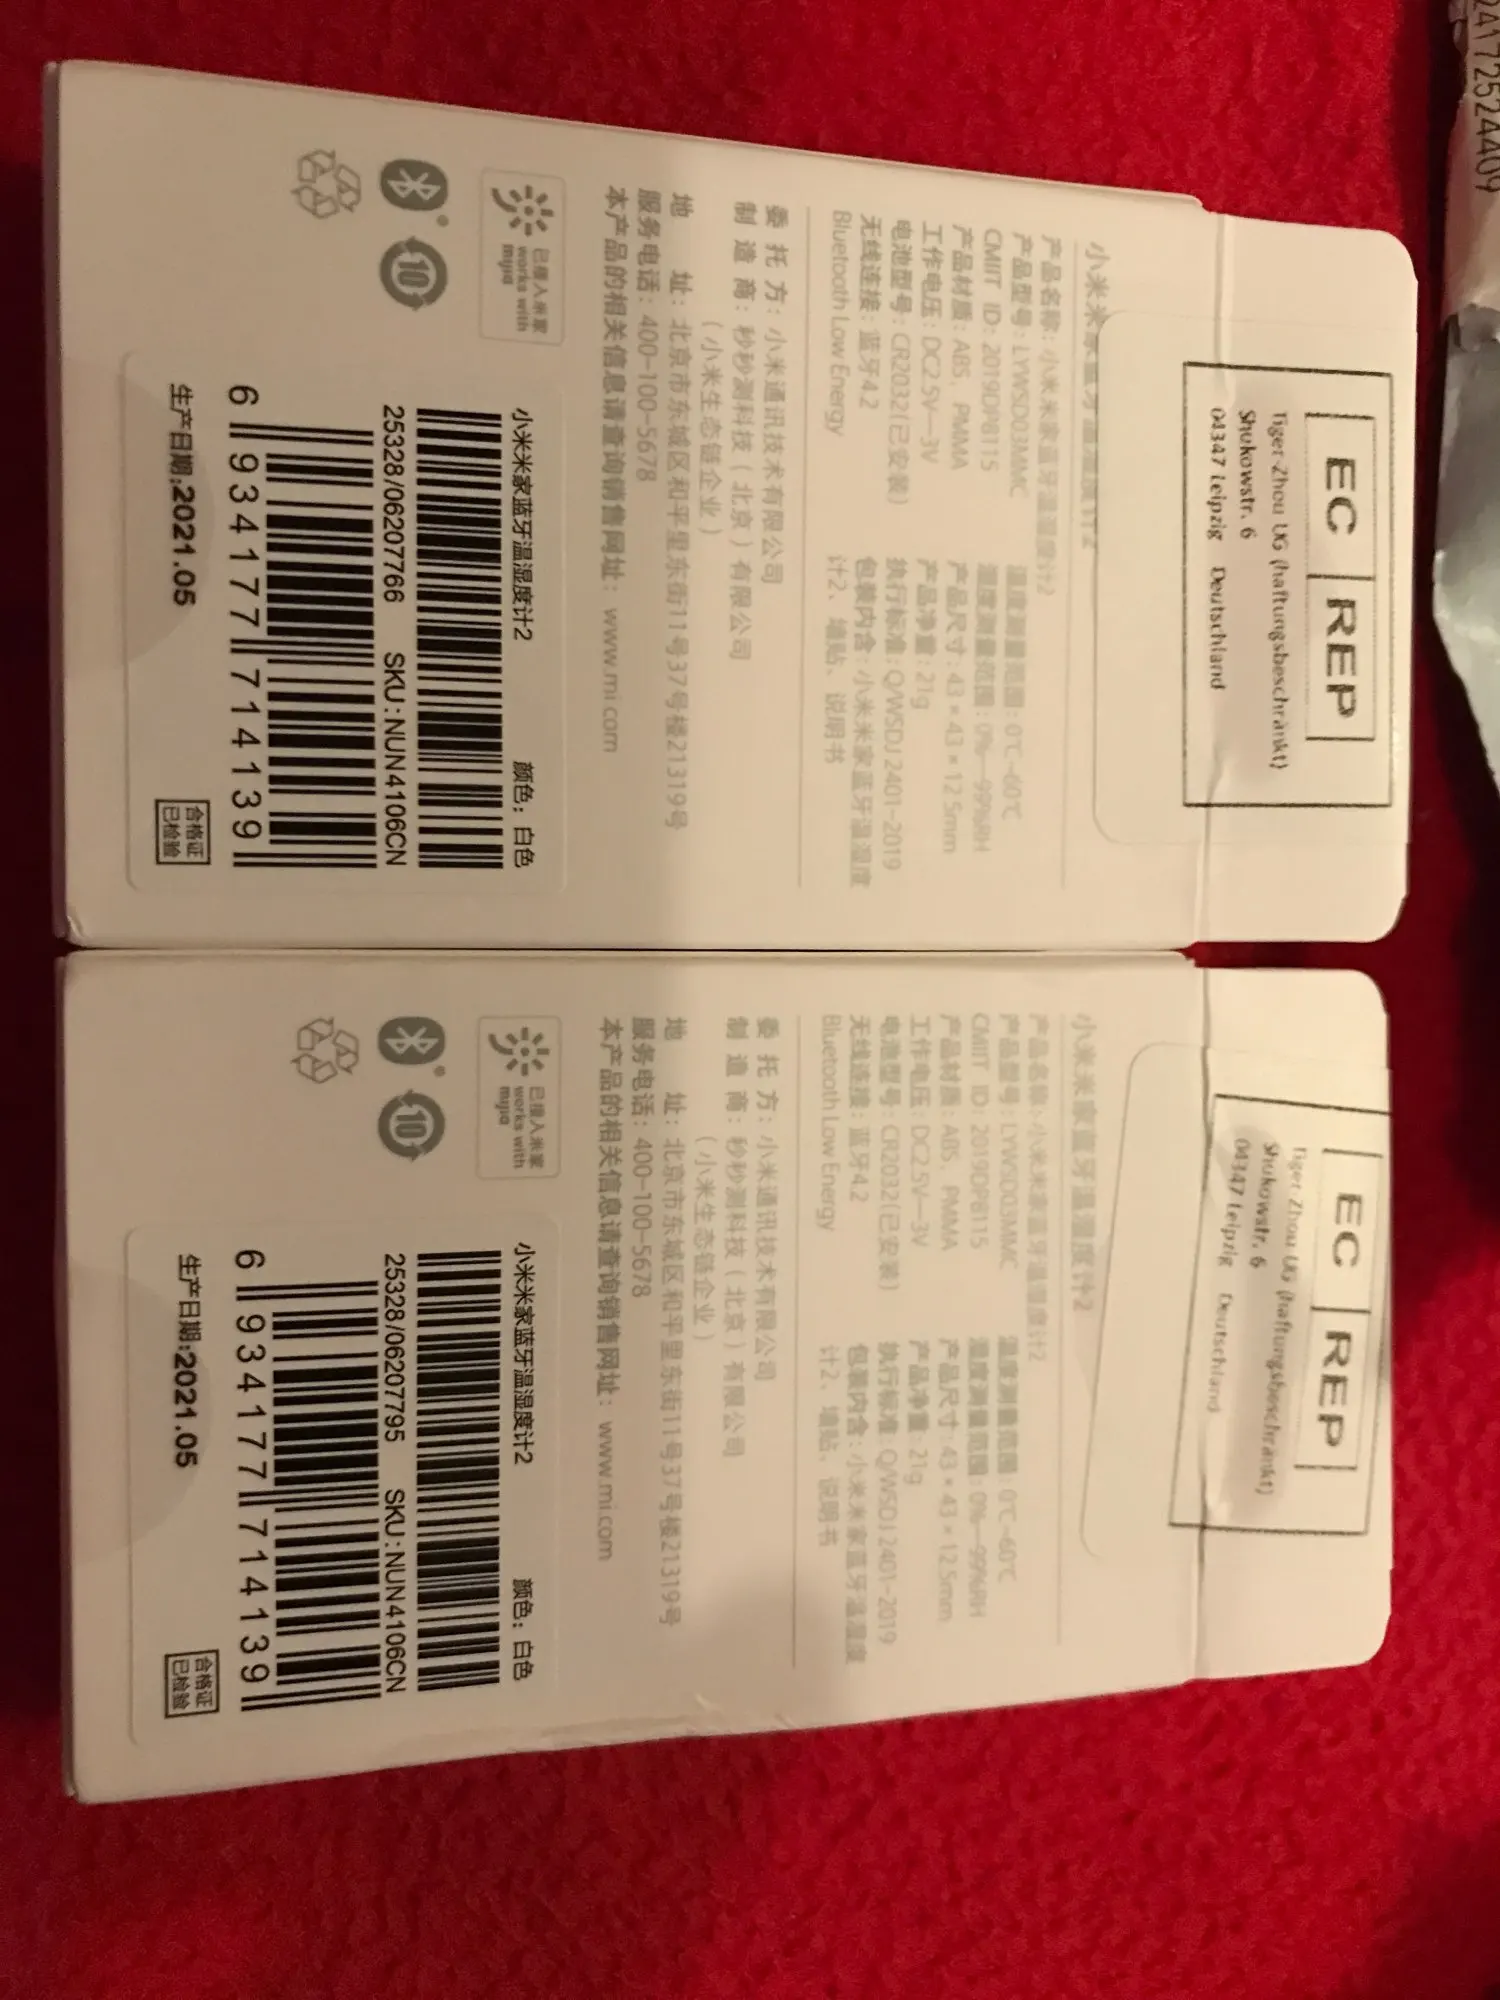 EC REP
Tiger-Zhou UG (haftungsbeschränkt)
Shukowstr. 6
04347 Leipzig Deutschland
小米米家蓝牙温湿度计2
产品名称：小米米家蓝牙温湿度计2
产品型号：LYWSD03MMC
温度测量范围：0℃–60℃
CMIIT ID：2019DP8115
湿度测量范围：0%—99%RH
产品材质：ABS、PMMA
产品尺寸：43×43×12.5mm
工作电压：DC2.5V—3V
产品净重：21g
电池型号：CR2032(已安装)
执行标准：Q/WSDJ 2401-2019
无线连接：蓝牙4.2
Bluetooth Low Energy
包装内含：小米米家蓝牙温湿度
计2、墙贴、说明书
委托方：小米通讯技术有限公司
制造商：秒秒测科技（北京）有限公司
（小米生态链企业）
地址：北京市东城区和平里东街11号37号楼21319号
服务电话：400-100-5678
本产品的相关信息请查询销售网址：www.mi.com
已接入米家
works with
mijia
10
小米米家蓝牙温湿度计2 颜色：白色
25328/06207766 SKU:NUN4106CN
6 934177 714139
生产日期:2021.05
合格证
已检验
EC REP
Tiger-Zhou UG (haftungsbeschränkt)
Shukowstr. 6
04347 Leipzig Deutschland
小米米家蓝牙温湿度计2
产品名称：小米米家蓝牙温湿度计2
产品型号：LYWSD03MMC
温度测量范围：0℃–60℃
CMIIT ID：2019DP8115
湿度测量范围：0%—99%RH
产品材质：ABS、PMMA
产品尺寸：43×43×12.5mm
工作电压：DC2.5V—3V
产品净重：21g
电池型号：CR2032(已安装)
执行标准：Q/WSDJ 2401-2019
无线连接：蓝牙4.2
Bluetooth Low Energy
包装内含：小米米家蓝牙温湿度
计2、墙贴、说明书
委托方：小米通讯技术有限公司
制造商：秒秒测科技（北京）有限公司
（小米生态链企业）
地址：北京市东城区和平里东街11号37号楼21319号
服务电话：400-100-5678
本产品的相关信息请查询销售网址：www.mi.com
已接入米家
works with
mijia
10
小米米家蓝牙温湿度计2 颜色：白色
25328/06207795 SKU:NUN4106CN
6 934177 714139
生产日期:2021.05
合格证
已检验